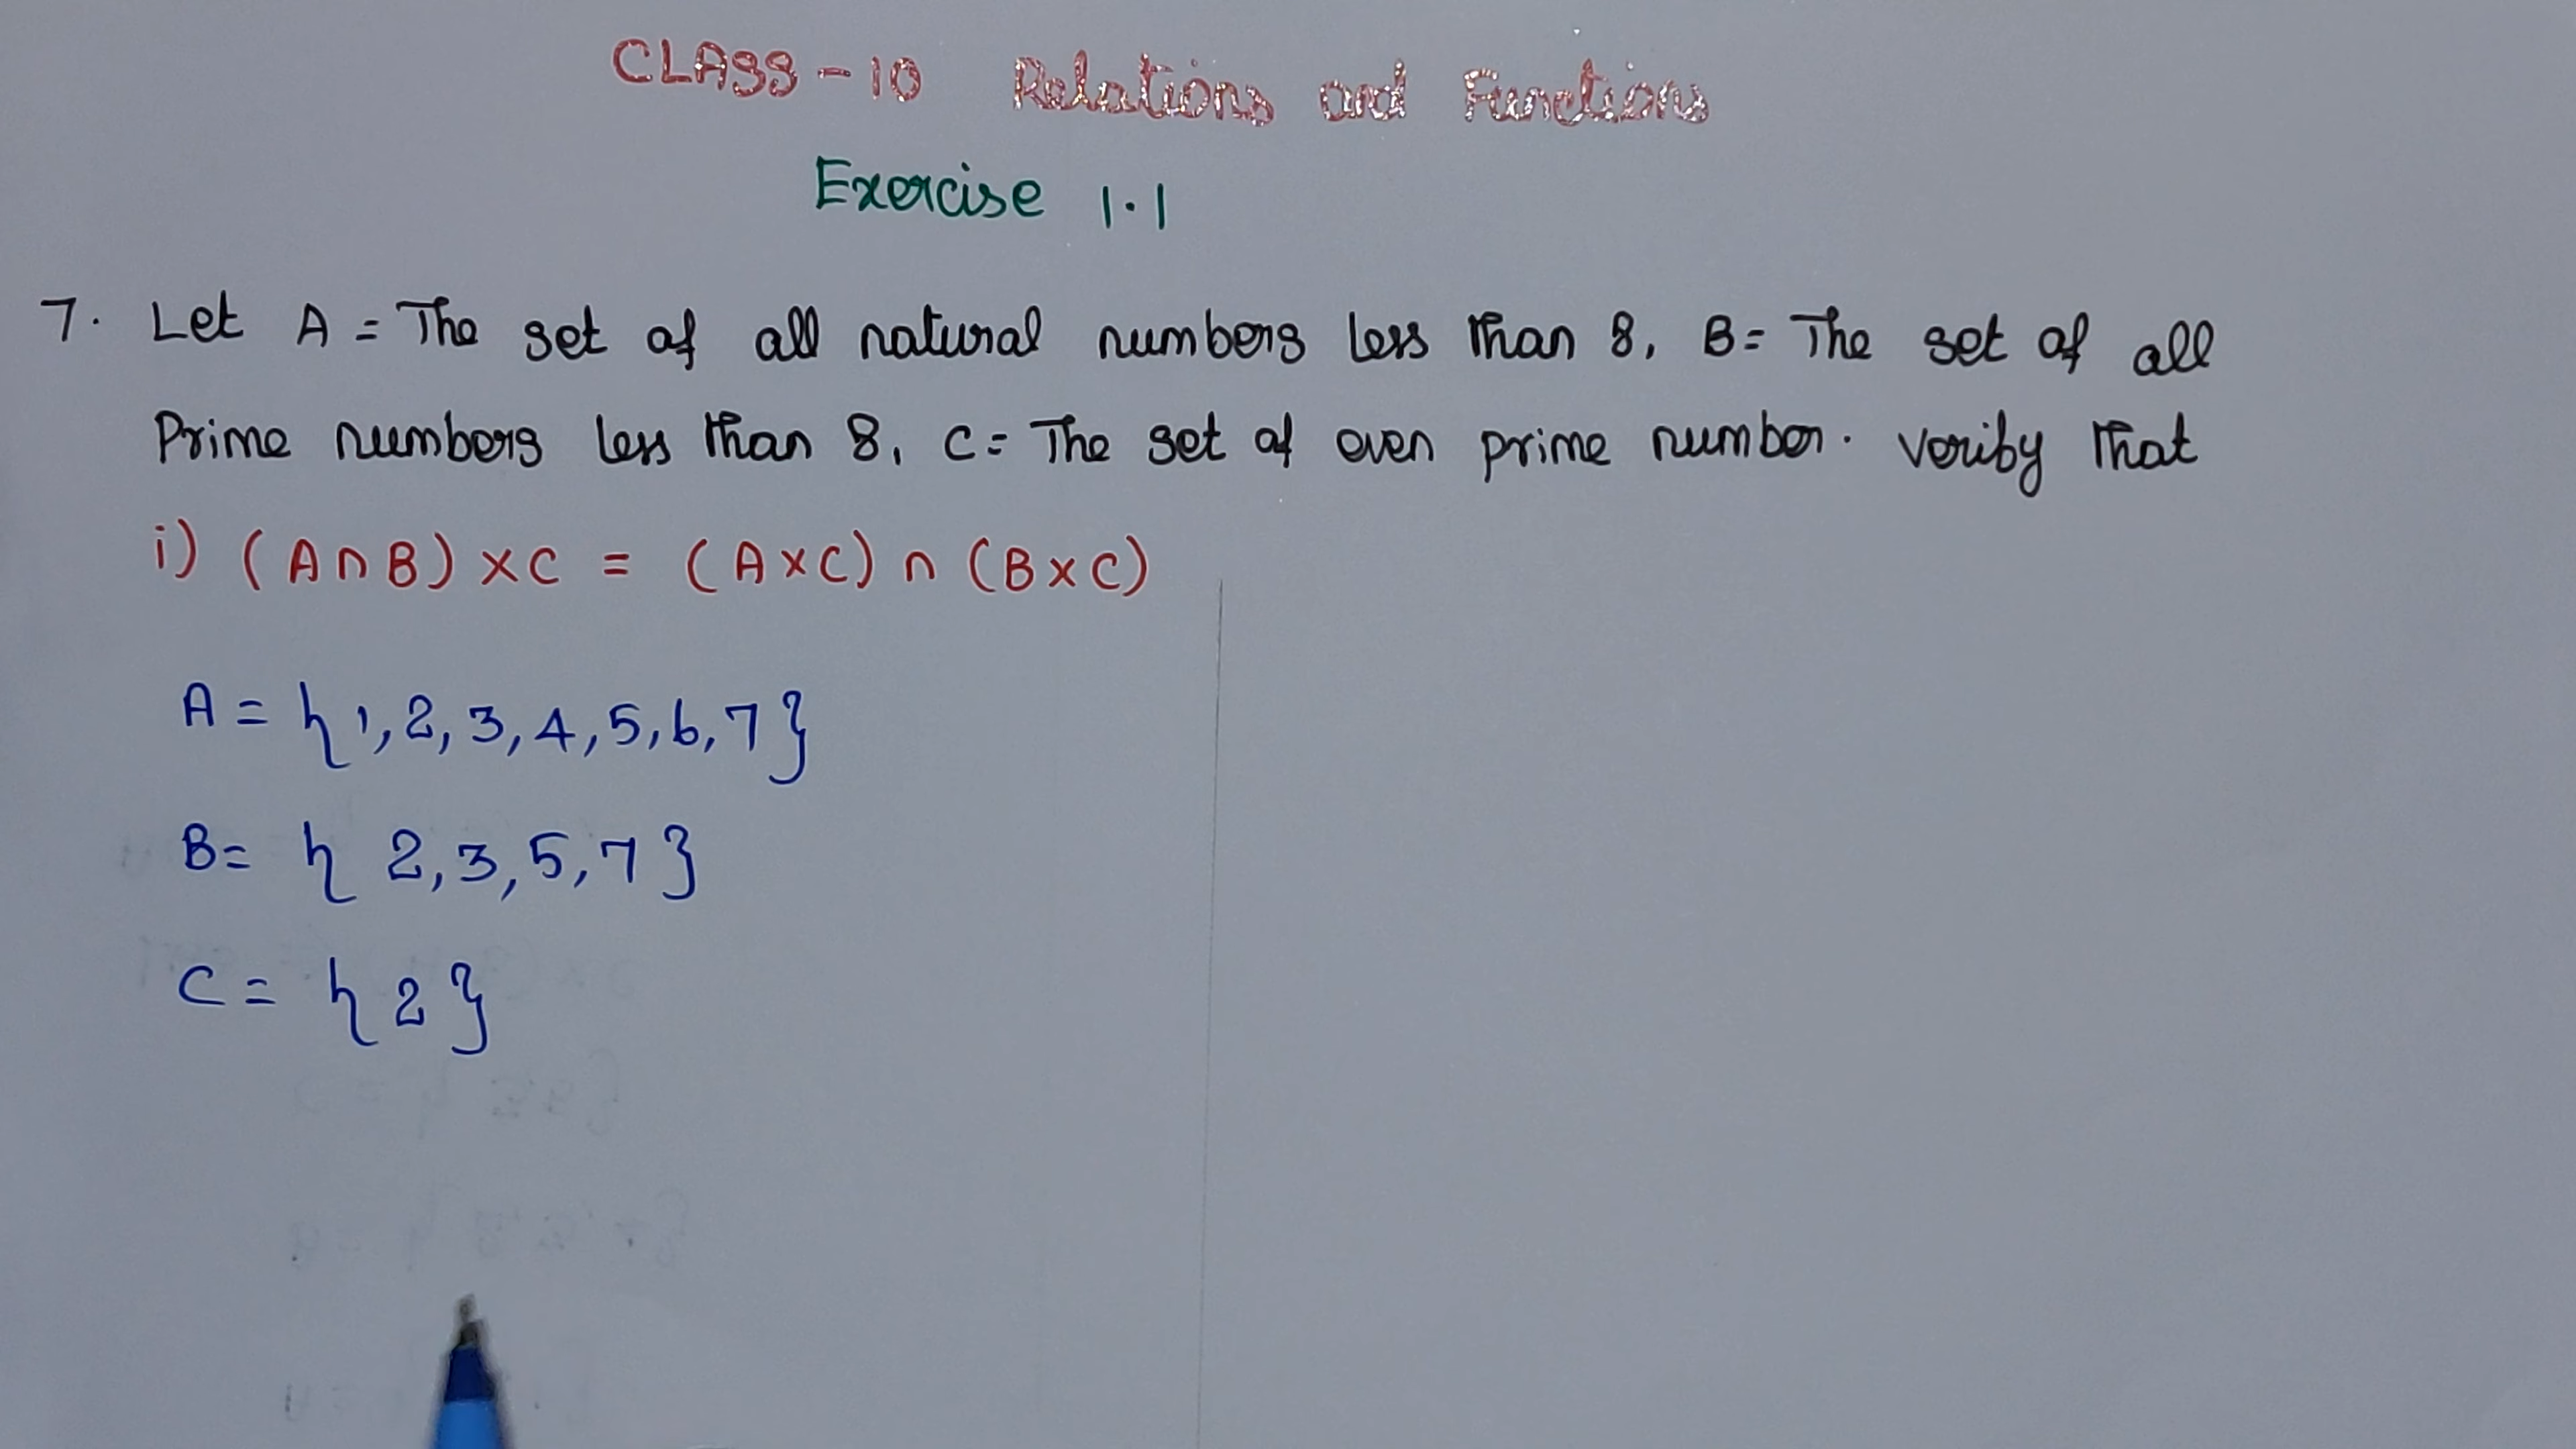 CLASS - 10 Relations and Functions
Exercise 1.1
7. Let A = The set of all natural numbers less than 8, B = The set of all
Prime numbers less than 8, C = The set of even prime number. Verify that
i) (A∩B) × C = (A×C) ∩ (B×C)
A = {1, 2, 3, 4, 5, 6, 7}
B = { 2, 3, 5, 7 }
C = { 2 }